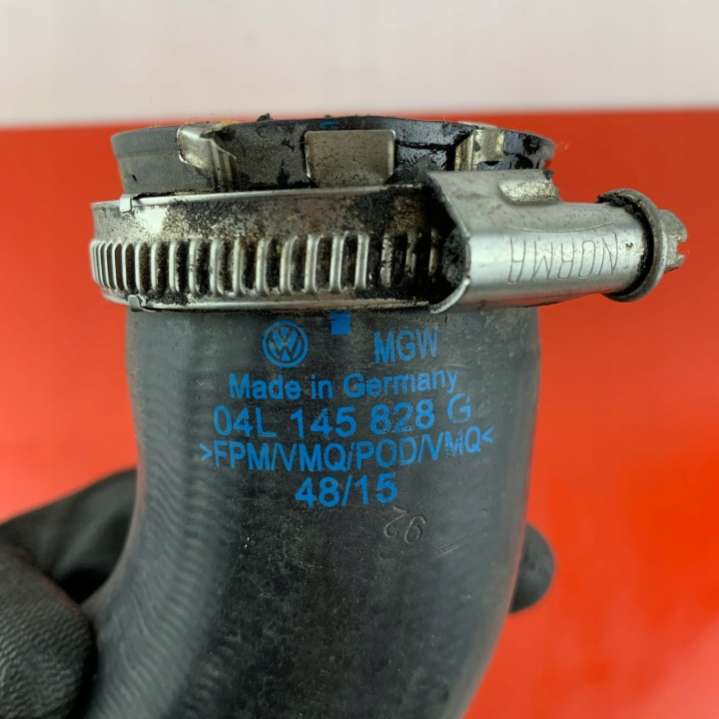 NORMA
MGW
Made in Germany
04L 145 828 G
>FPM/VMQ/POD/VMQ<
48/15
92